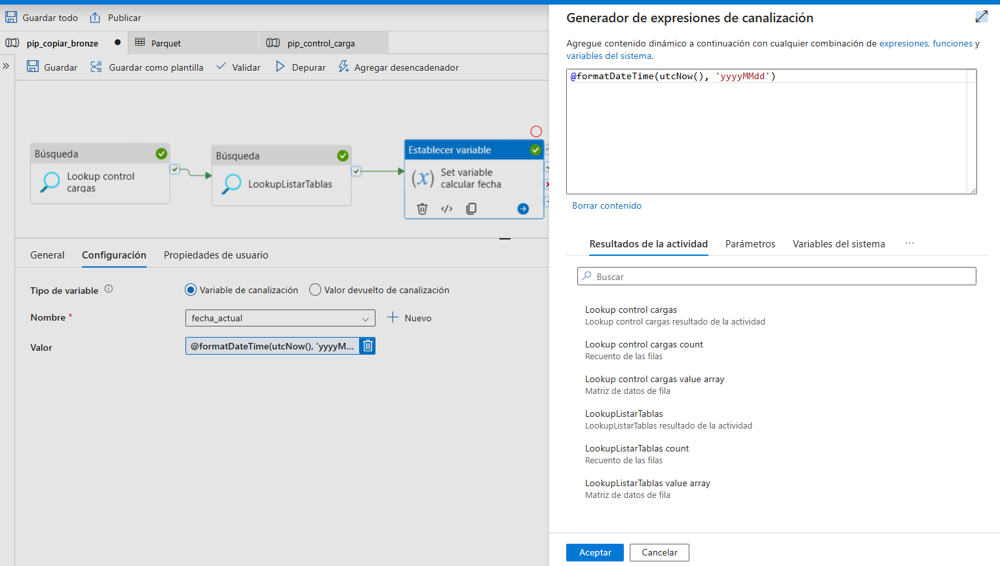 Guardar todo
Publicar
pip_copiar_bronze
Parquet
pip_control_carga
Guardar
Guardar como plantilla
Validar
Depurar
Agregar desencadenador
Búsqueda
Lookup control
cargas
Búsqueda
LookupListarTablas
Establecer variable
(x)
Set variable
calcular fecha
General
Configuración
Propiedades de usuario
Tipo de variable
Variable de canalización
Valor devuelto de canalización
Nombre *
fecha_actual
Nuevo
Valor
@formatDateTime(utcNow(), 'yyyyM...
Generador de expresiones de canalización
Agregue contenido dinámico a continuación con cualquier combinación de expresiones, funciones y
variables del sistema.
@formatDateTime(utcNow(), 'yyyyMMdd')
Borrar contenido
Resultados de la actividad
Parámetros
Variables del sistema
...
Buscar
Lookup control cargas
Lookup control cargas resultado de la actividad
Lookup control cargas count
Recuento de las filas
Lookup control cargas value array
Matriz de datos de fila
LookupListarTablas
LookupListarTablas resultado de la actividad
LookupListarTablas count
Recuento de las filas
LookupListarTablas value array
Matriz de datos de fila
Aceptar
Cancelar